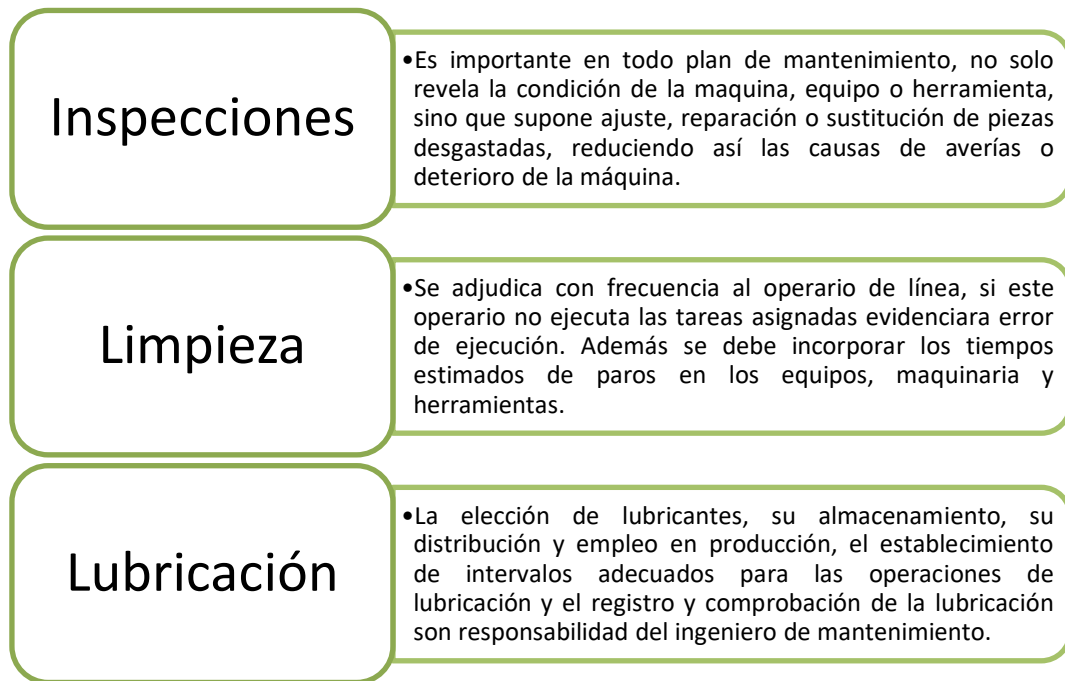 Inspecciones
•Es importante en todo plan de mantenimiento, no solo
revela la condición de la maquina, equipo o herramienta,
sino que supone ajuste, reparación o sustitución de piezas
desgastadas, reduciendo así las causas de averías o
deterioro de la máquina.
Limpieza
•Se adjudica con frecuencia al operario de línea, si este
operario no ejecuta las tareas asignadas evidenciara error
de ejecución. Además se debe incorporar los tiempos
estimados de paros en los equipos, maquinaria y
herramientas.
Lubricación
•La elección de lubricantes, su almacenamiento, su
distribución y empleo en producción, el establecimiento
de intervalos adecuados para las operaciones de
lubricación y el registro y comprobación de la lubricación
son responsabilidad del ingeniero de mantenimiento.